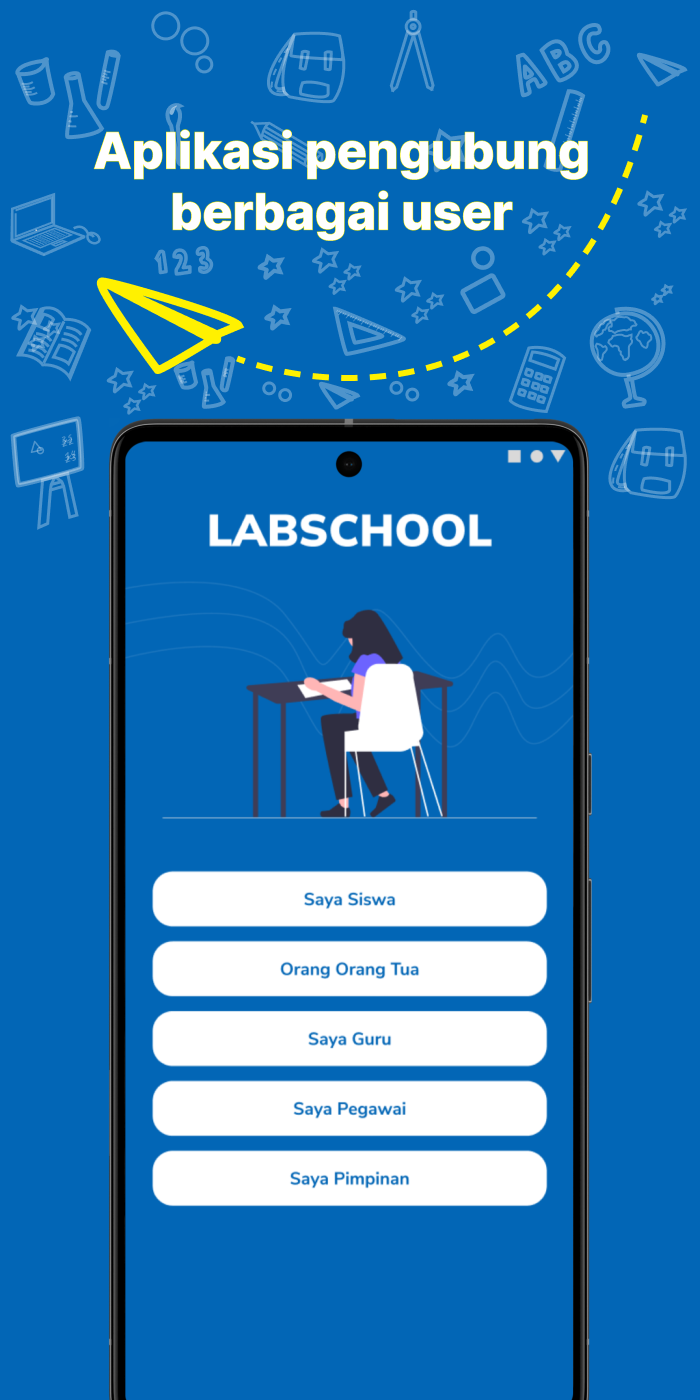 ABC
Aplikasi pengubung
berbagai user
123
LABSCHOOL
Saya Siswa
Orang Orang Tua
Saya Guru
Saya Pegawai
Saya Pimpinan